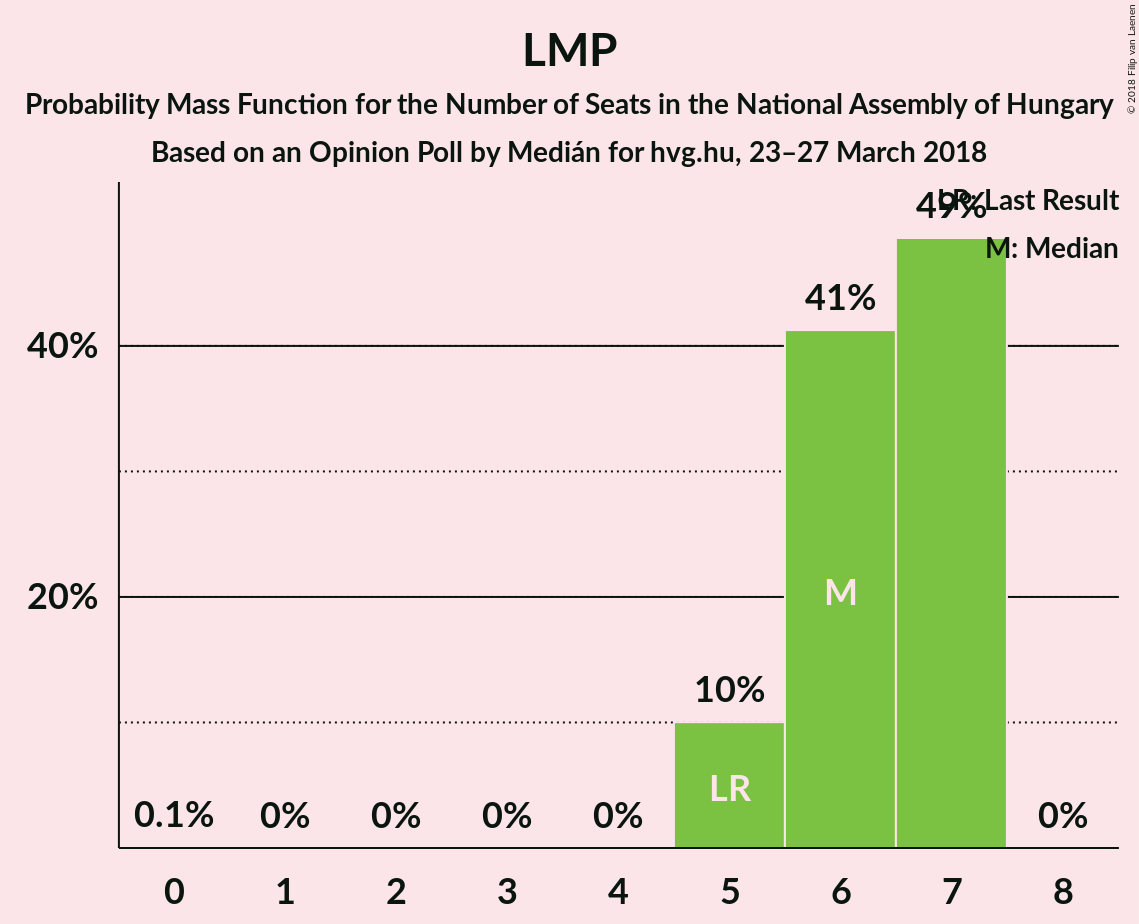 LMP
Probability Mass Function for the Number of Seats in the National Assembly of Hungary
Based on an Opinion Poll by Medián for hvg.hu, 23–27 March 2018
© 2018 Filip van Laenen
LR: Last Result
M: Median
49%
41%
40%
20%
M
10%
LR
0.1% 0% 0% 0% 0% 0%
0 1 2 3 4 5 6 7 8